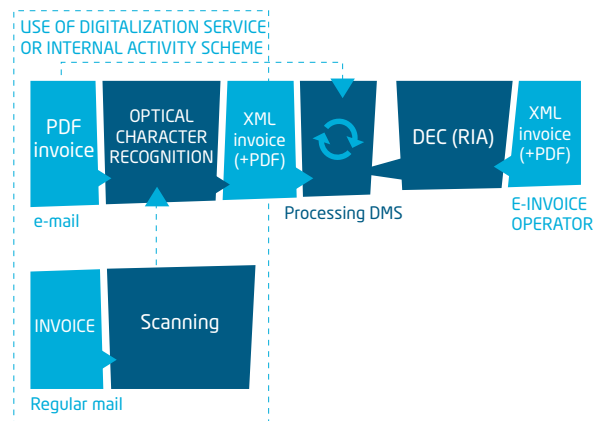 USE OF DIGITALIZATION SERVICE
OR INTERNAL ACTIVITY SCHEME
PDF
invoice
OPTICAL
CHARACTER
RECOGNITION
XML
invoice
(+PDF)
DEC (RIA)
XML
invoice
(+PDF)
e-mail
Processing DMS
E-INVOICE
OPERATOR
INVOICE
Scanning
Regular mail